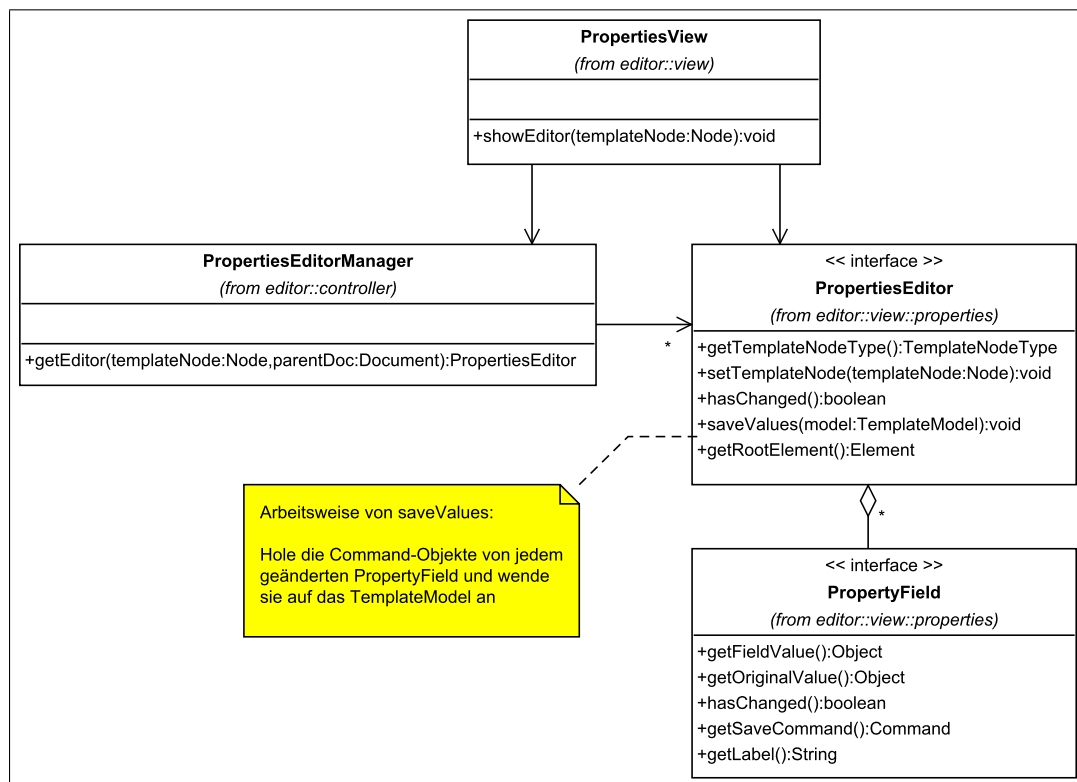 PropertiesView
(from editor::view)
+showEditor(templateNode:Node):void
PropertiesEditorManager
(from editor::controller)
+getEditor(templateNode:Node,parentDoc:Document):PropertiesEditor
*
<< interface >>
PropertiesEditor
(from editor::view::properties)
+getTemplateNodeType():TemplateNodeType
+setTemplateNode(templateNode:Node):void
+hasChanged():boolean
+saveValues(model:TemplateModel):void
+getRootElement():Element
Arbeitsweise von saveValues:
Hole die Command-Objekte von jedem
geänderten PropertyField und wende
sie auf das TemplateModel an
*
<< interface >>
PropertyField
(from editor::view::properties)
+getFieldValue():Object
+getOriginalValue():Object
+hasChanged():boolean
+getSaveCommand():Command
+getLabel():String